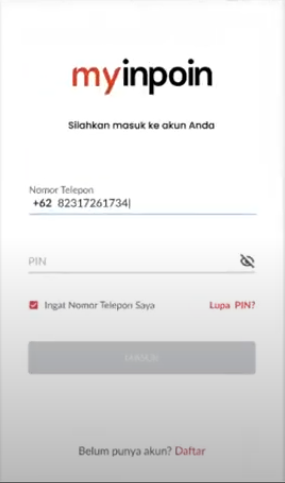 myinpoin
Silahkan masuk ke akun Anda
Nomor Telepon
+62 82317261734
PIN
Ingat Nomor Telepon Saya
Lupa PIN?
Belum punya akun? Daftar